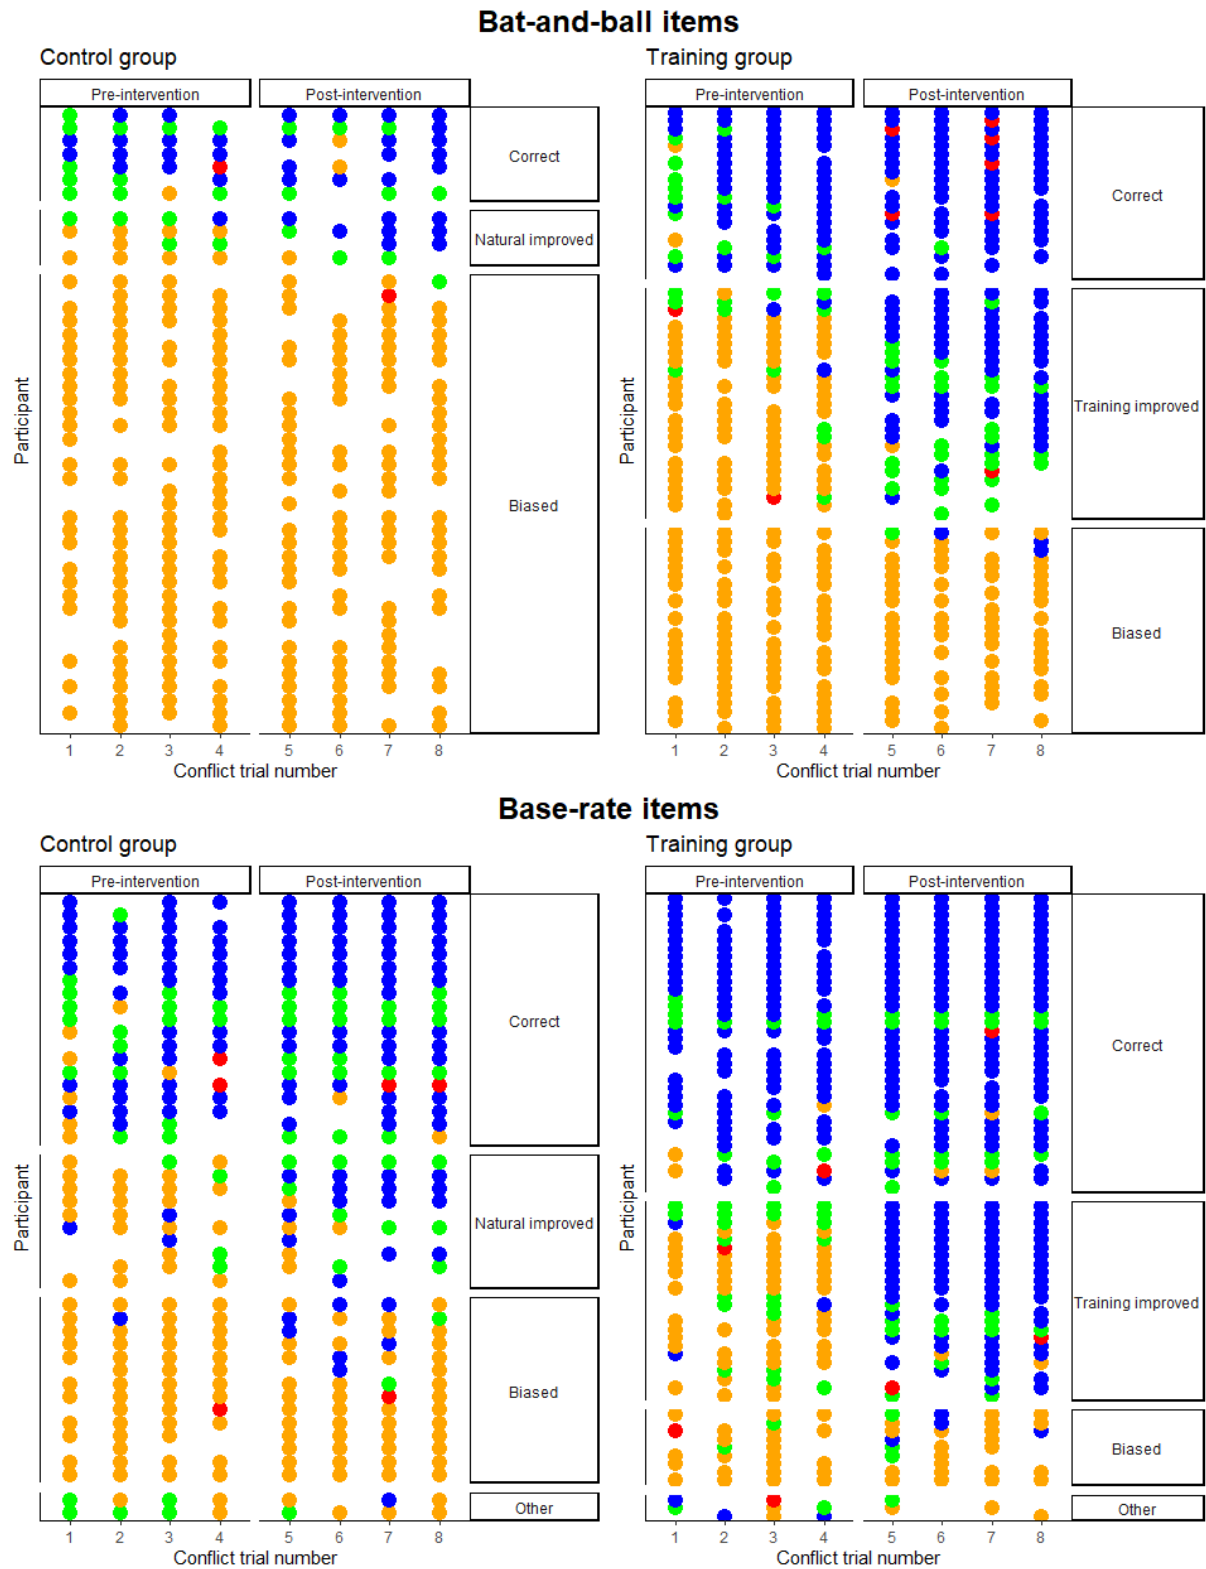 Bat-and-ball items
Control group
Training group
Pre-intervention
Post-intervention
Pre-intervention
Post-intervention
Correct
Natural improved
Biased
Correct
Training improved
Biased
Participant
Participant
1 2 3 4 5 6 7 8
1 2 3 4 5 6 7 8
Conflict trial number
Conflict trial number
Base-rate items
Control group
Training group
Pre-intervention
Post-intervention
Pre-intervention
Post-intervention
Correct
Natural improved
Biased
Other
Correct
Training improved
Biased
Other
Participant
Participant
1 2 3 4 5 6 7 8
1 2 3 4 5 6 7 8
Conflict trial number
Conflict trial number